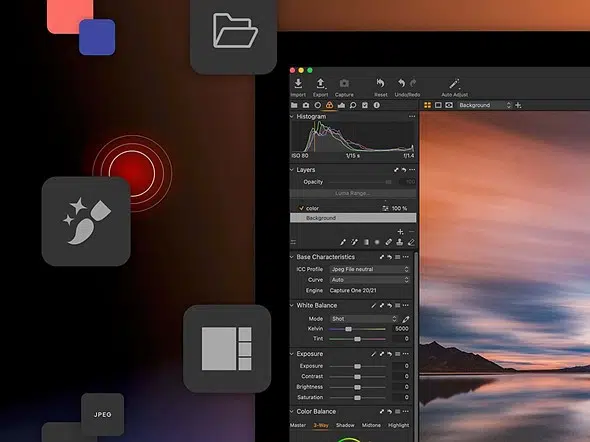 Import Export Capture Reset Undo/Redo Auto Adjust
Background
Histogram
ISO 80 1/15 s f/1.4
Layers
Opacity
Luma Range...
color 100 %
Background
Base Characteristics
ICC Profile Jpeg File neutral
Curve Auto
Engine Capture One 20/21
White Balance
Mode Shot
Kelvin 5000
Tint 0
Exposure
Exposure 0
Contrast 0
Brightness 0
Saturation 0
Color Balance
Master 3-Way Shadow Midtone Highlight
JPEG